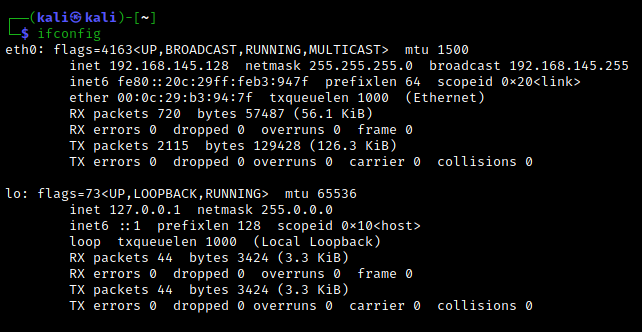 ┌──(kali㉿kali)-[~]
└─$ ifconfig
eth0: flags=4163<UP,BROADCAST,RUNNING,MULTICAST>  mtu 1500
        inet 192.168.145.128  netmask 255.255.255.0  broadcast 192.168.145.255
        inet6 fe80::20c:29ff:feb3:947f  prefixlen 64  scopeid 0×20<link>
        ether 00:0c:29:b3:94:7f  txqueuelen 1000  (Ethernet)
        RX packets 720  bytes 57487 (56.1 KiB)
        RX errors 0  dropped 0  overruns 0  frame 0
        TX packets 2115  bytes 129428 (126.3 KiB)
        TX errors 0  dropped 0 overruns 0  carrier 0  collisions 0

lo: flags=73<UP,LOOPBACK,RUNNING>  mtu 65536
        inet 127.0.0.1  netmask 255.0.0.0
        inet6 ::1  prefixlen 128  scopeid 0×10<host>
        loop  txqueuelen 1000  (Local Loopback)
        RX packets 44  bytes 3424 (3.3 KiB)
        RX errors 0  dropped 0  overruns 0  frame 0
        TX packets 44  bytes 3424 (3.3 KiB)
        TX errors 0  dropped 0 overruns 0  carrier 0  collisions 0